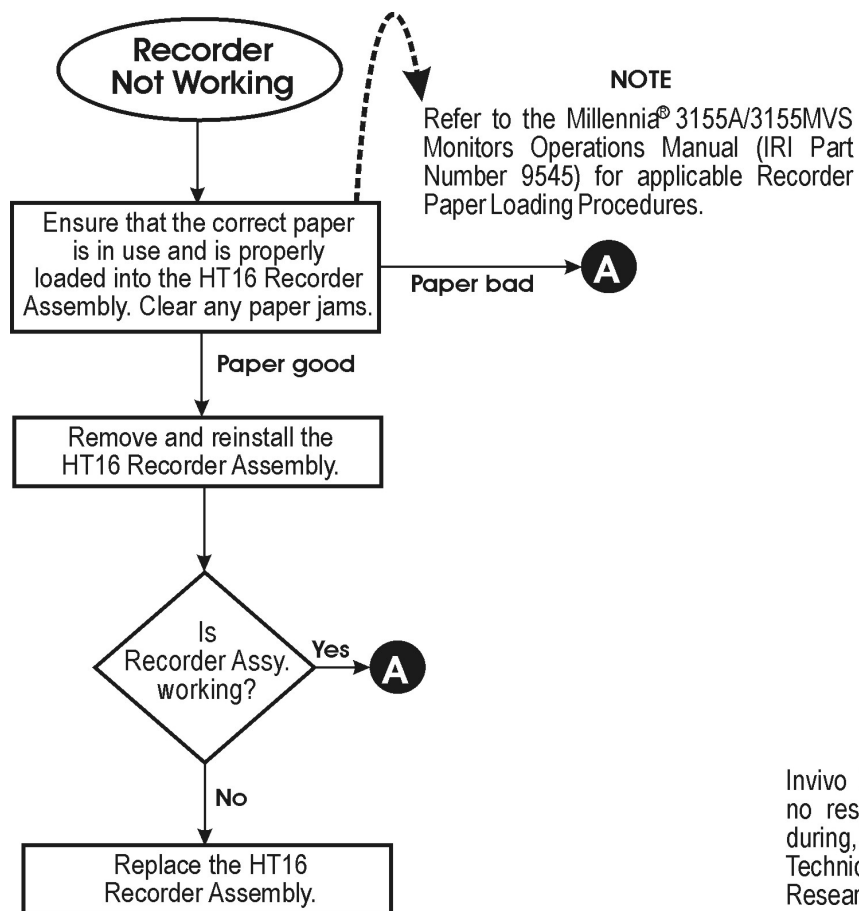 Recorder
Not Working
NOTE
Refer to the Millennia® 3155A/3155MVS
Monitors Operations Manual (IRI Part
Number 9545) for applicable Recorder
Paper Loading Procedures.
Ensure that the correct paper
is in use and is properly
loaded into the HT16 Recorder
Assembly. Clear any paper jams.
Paper bad
A
Paper good
Remove and reinstall the
HT16 Recorder Assembly.
Is
Recorder Assy.
working?
Yes
A
No
Replace the HT16
Recorder Assembly.
Invivo
no res
during,
Technic
Resear